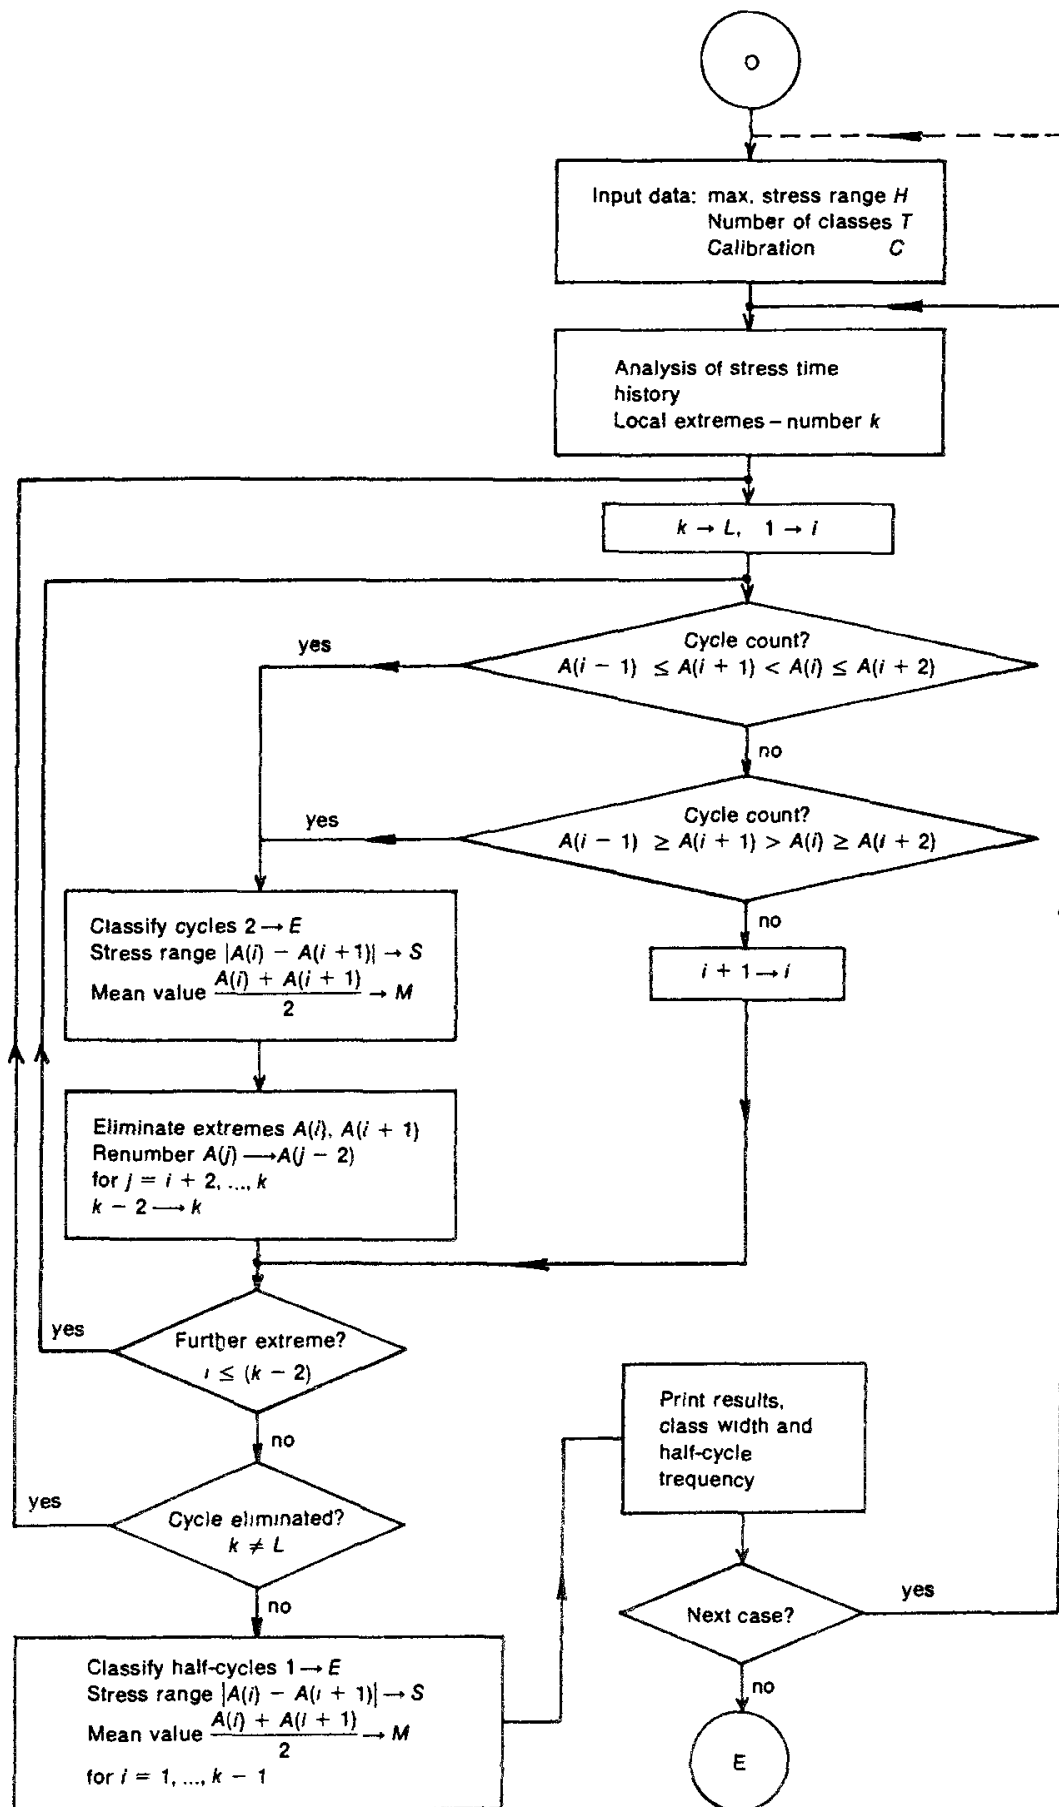 O
Input data: max. stress range H
Number of classes T
Calibration C
Analysis of stress time
history
Local extremes – number k
k → L, 1 → i
Cycle count?
A(i − 1) ≤ A(i + 1) < A(i) ≤ A(i + 2)
yes
no
Cycle count?
A(i − 1) ≥ A(i + 1) > A(i) ≥ A(i + 2)
yes
no
i + 1 → i
Classify cycles 2 → E
Stress range |A(i) − A(i + 1)| → S
Mean value A(i) + A(i + 1) / 2 → M
Eliminate extremes A(i), A(i + 1)
Renumber A(j) → A(j − 2)
for j = i + 2, ..., k
k − 2 → k
Further extreme?
ı ≤ (k − 2)
yes
no
Cycle eliminated?
k ≠ L
yes
no
Classify half-cycles 1 → E
Stress range |A(i) − A(ı + 1)| → S
Mean value A(i) + A(i + 1) / 2 → M
for i = 1, ..., k − 1
Print results,
class width and
half-cycle
trequency
Next case?
yes
no
E